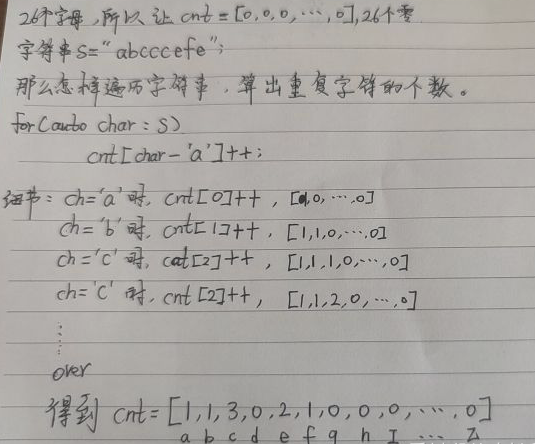 26个字母,所以让 cnt = [0,0,0,…,0],26个零
字符串S="abcccefe";
那么怎样遍历字符串,算出重复字符的个数。
for(auto char : S)
cnt[char-'a']++;
细节: ch='a'时, cnt[0]++, [1,0,…,0]
ch='b'时, cnt[1]++, [1,1,0,…,0]
ch='c'时, cnt[2]++, [1,1,1,0,…,0]
ch='c'时, cnt[2]++, [1,1,2,0,…,0]
⋮
over
得到 cnt=[1,1,3,0,2,1,0,0,0,…,0]
a b c d e f g h I … Z